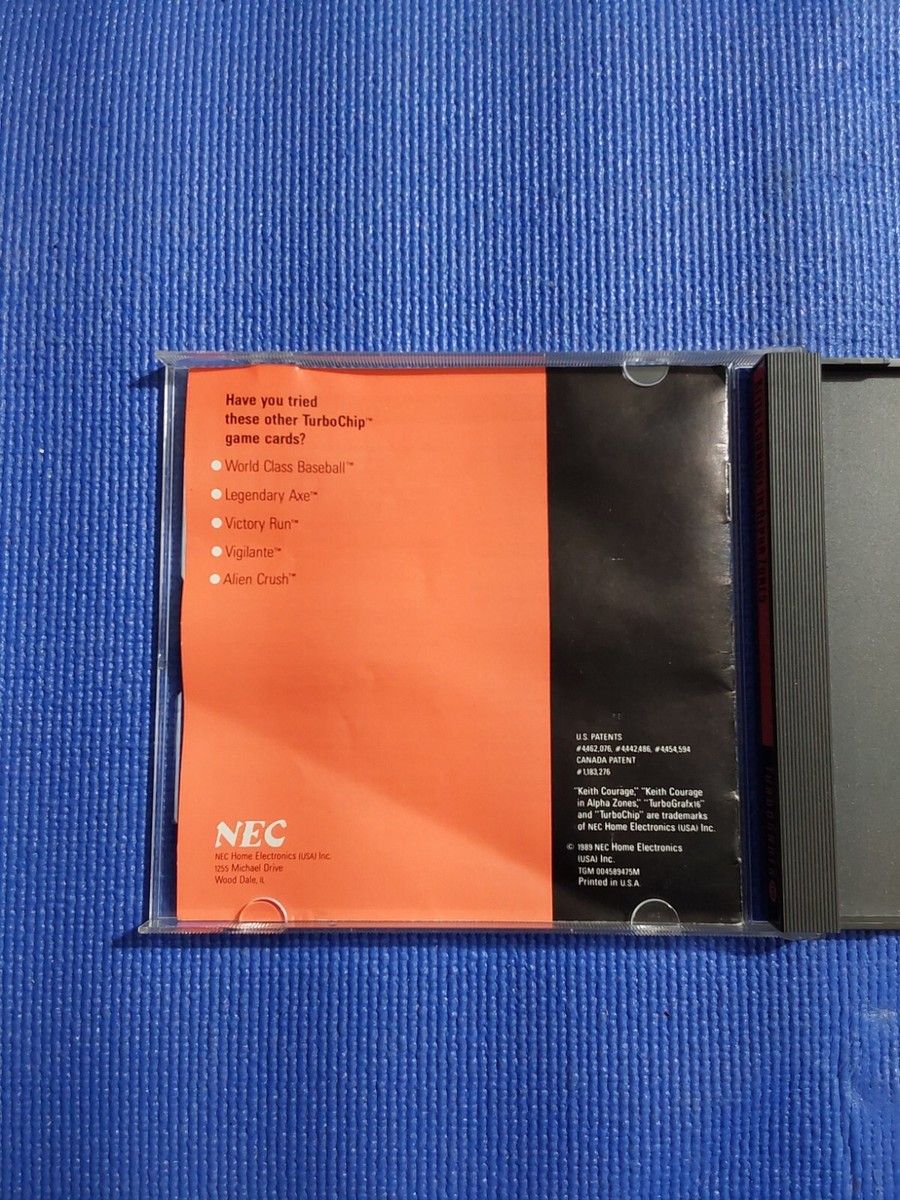 Have you tried
these other TurboChip™
game cards?
World Class Baseball™
Legendary Axe™
Victory Run™
Vigilante™
Alien Crush™
NEC
NEC Home Electronics (USA) Inc.
1255 Michael Drive
Wood Dale, IL
U.S. PATENTS
#4,462,076, #4,442,486, #4,454,594
CANADA PATENT
#1,183,276
"Keith Courage," "Keith Courage
in Alpha Zones," "TurboGrafx16"
and "TurboChip" are trademarks
of NEC Home Electronics (USA) Inc.
© 1989 NEC Home Electronics
(USA) Inc.
TGM 004589475M
Printed in U.S.A.